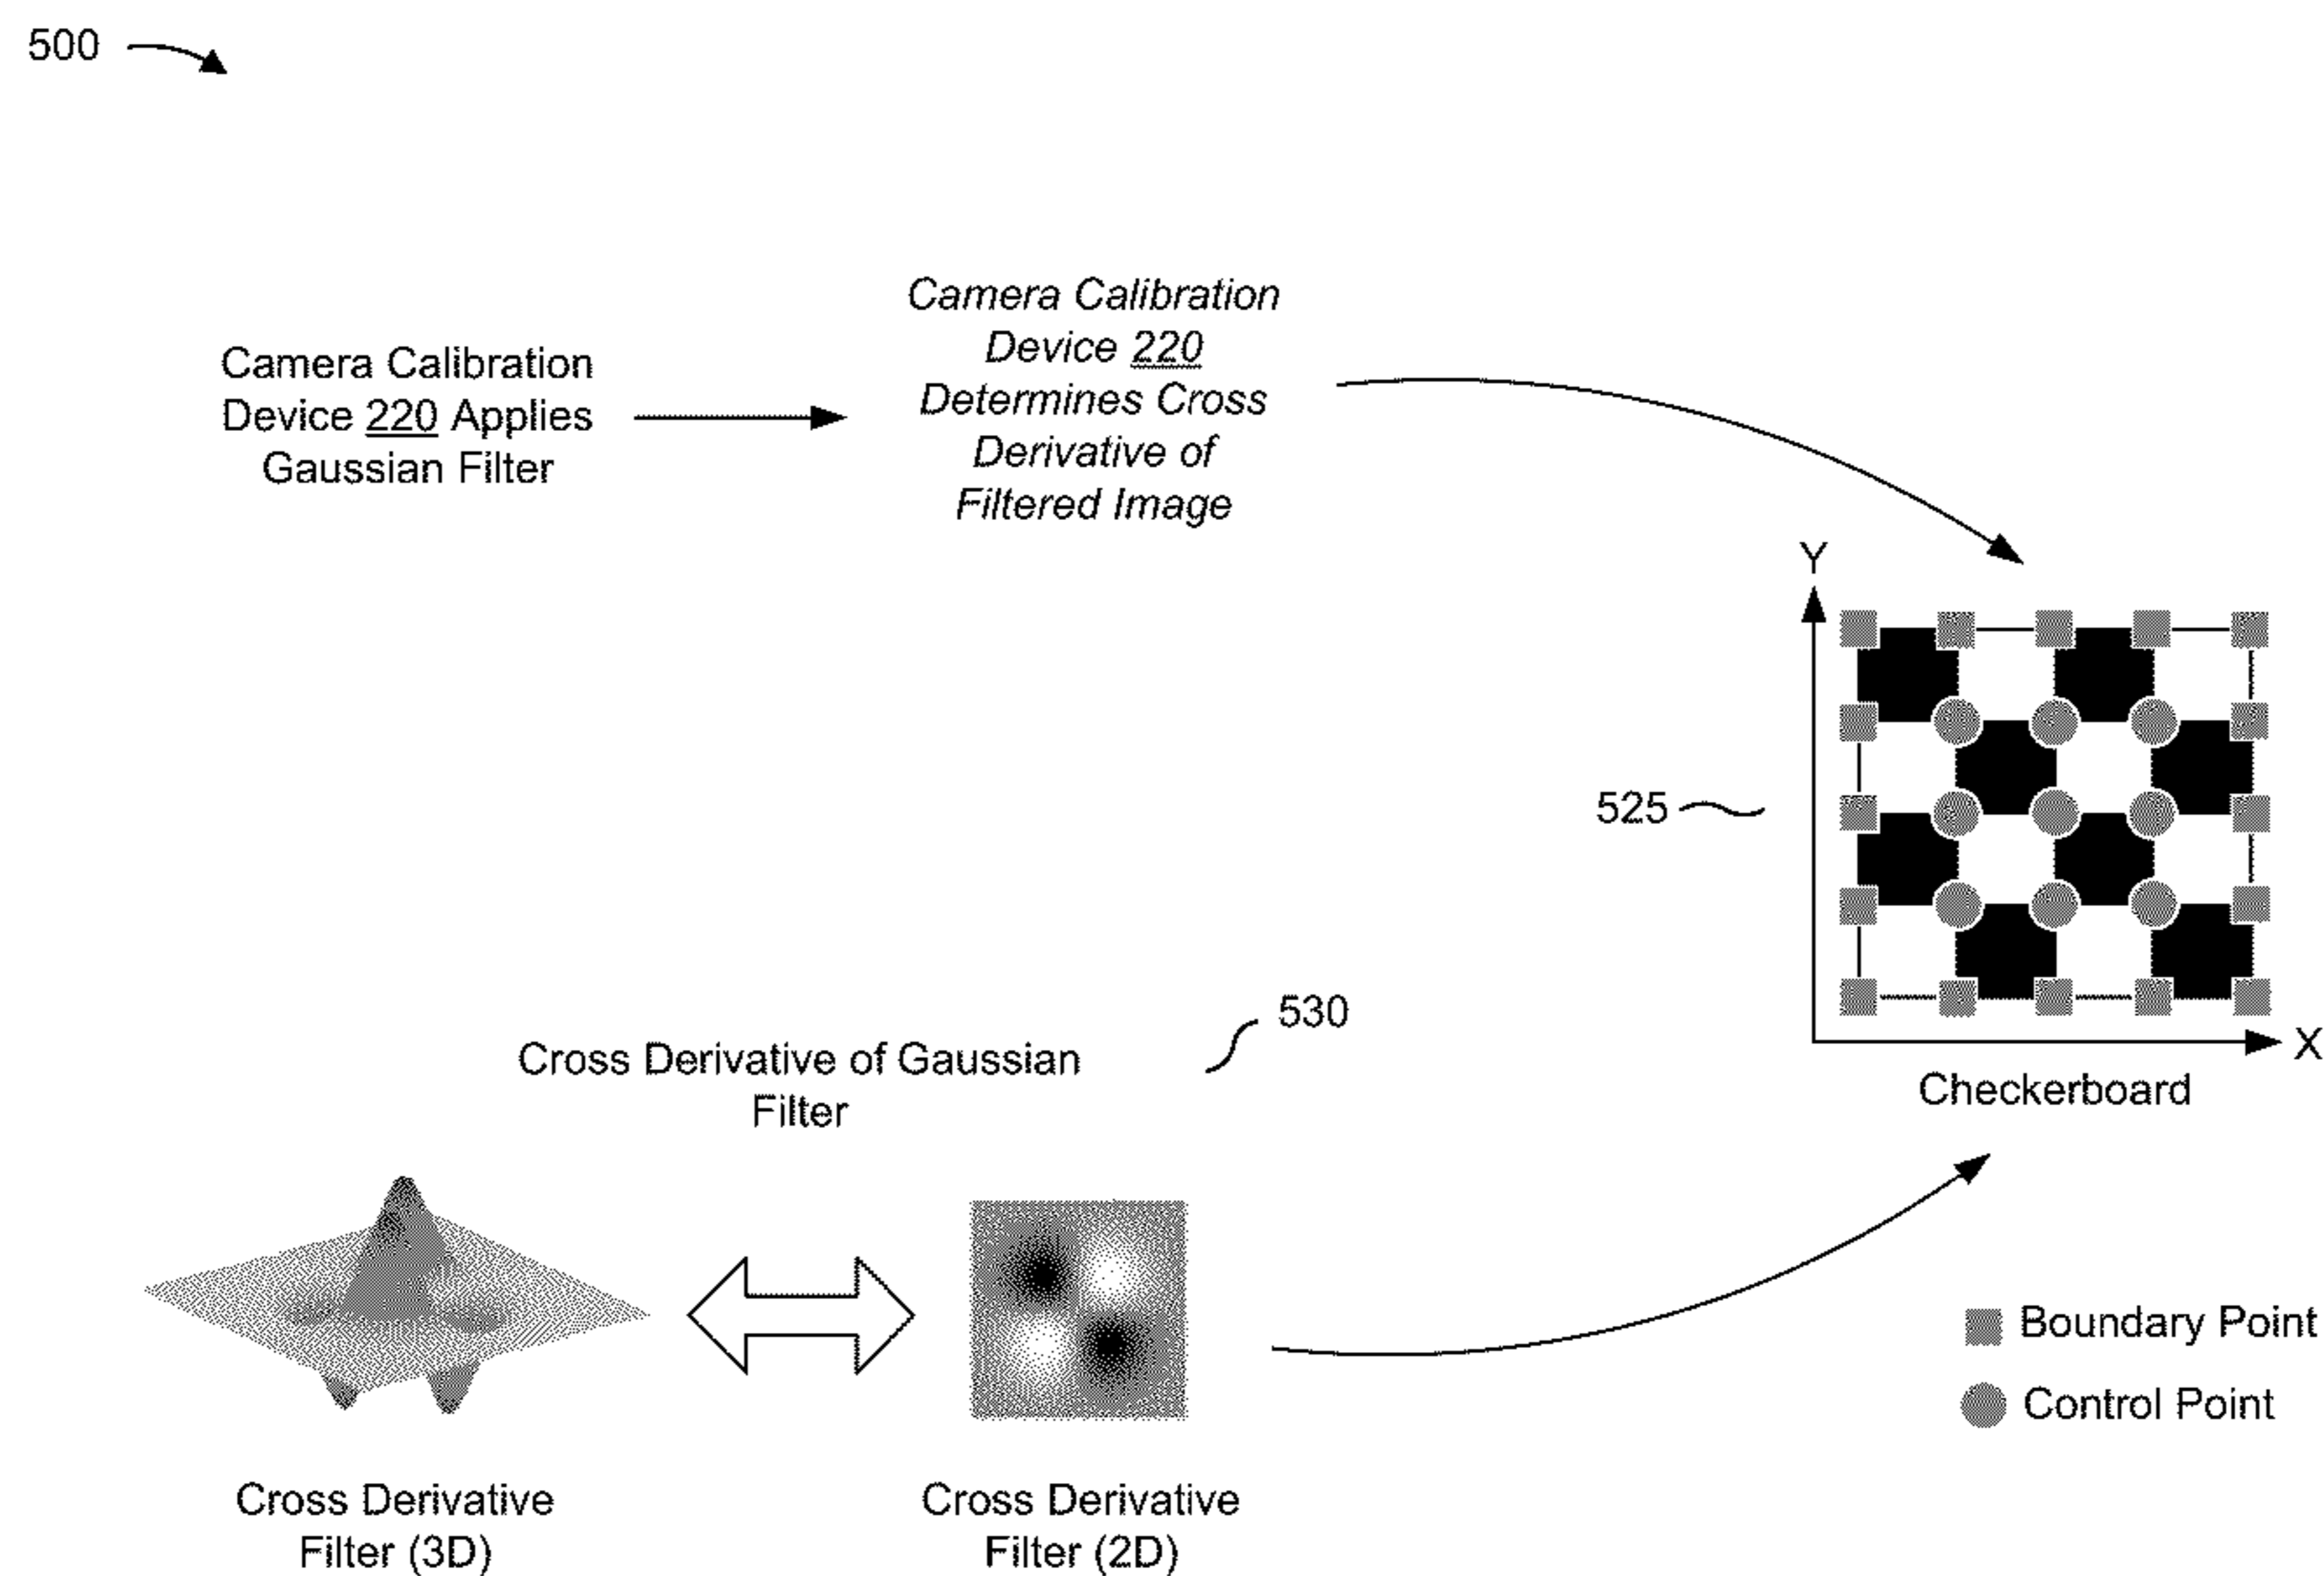 500
Camera Calibration
Device 220 Applies
Gaussian Filter
Camera Calibration
Device 220
Determines Cross
Derivative of
Filtered Image
Y
525
X
Checkerboard
530
Cross Derivative of Gaussian
Filter
Boundary Point
Control Point
Cross Derivative
Filter (3D)
Cross Derivative
Filter (2D)